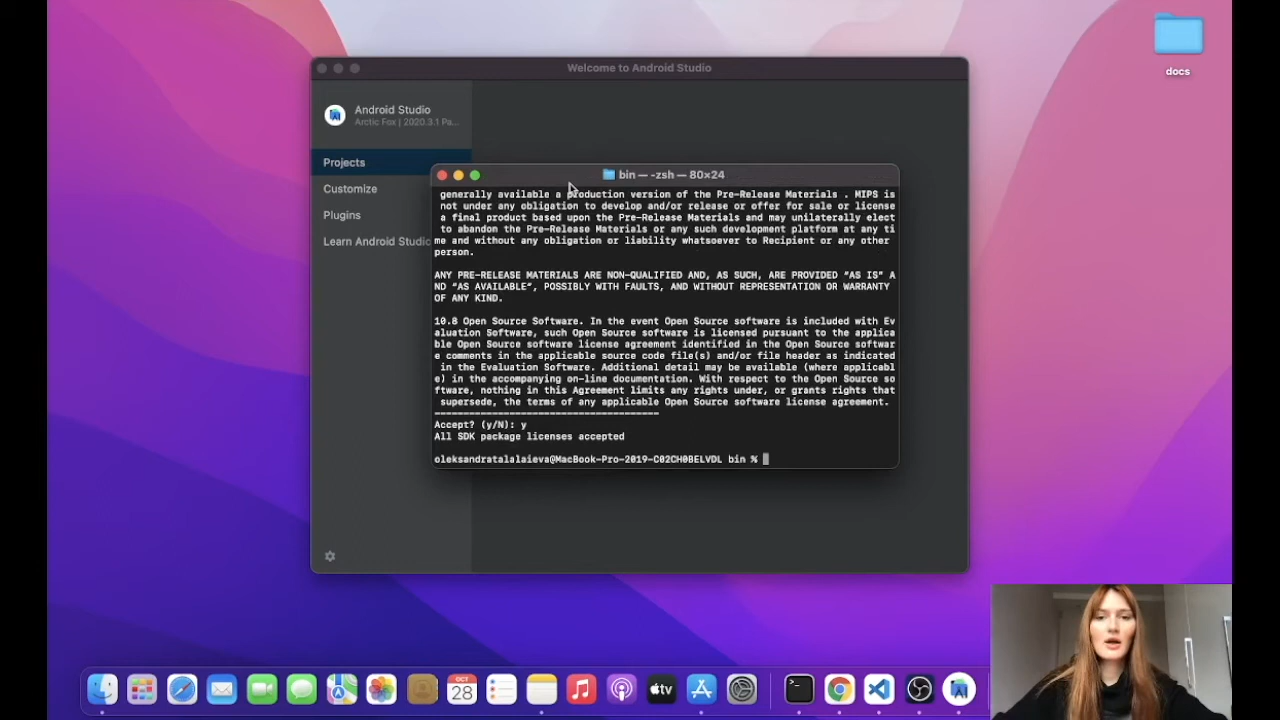 docs
Welcome to Android Studio
Android Studio
Arctic Fox | 2020.3.1 Pa...
Projects
Customize
Plugins
Learn Android Studio
bin — -zsh — 80×24
generally available a production version of the Pre-Release Materials . MIPS is
not under any obligation to develop and/or release or offer for sale or license
a final product based upon the Pre-Release Materials and may unilaterally elect
to abandon the Pre-Release Materials or any such development platform at any ti
me and without any obligation or liability whatsoever to Recipient or any other
person.
ANY PRE-RELEASE MATERIALS ARE NON-QUALIFIED AND, AS SUCH, ARE PROVIDED “AS IS” A
ND “AS AVAILABLE”, POSSIBLY WITH FAULTS, AND WITHOUT REPRESENTATION OR WARRANTY
OF ANY KIND.
10.8 Open Source Software. In the event Open Source software is included with Ev
aluation Software, such Open Source software is licensed pursuant to the applica
ble Open Source software license agreement identified in the Open Source softwar
e comments in the applicable source code file(s) and/or file header as indicated
in the Evaluation Software. Additional detail may be available (where applicabl
e) in the accompanying on-line documentation. With respect to the Open Source so
ftware, nothing in this Agreement limits any rights under, or grants rights that
supersede, the terms of any applicable Open Source software license agreement.
---------------------------------------
Accept? (y/N): y
All SDK package licenses accepted
oleksandratalalaieva@MacBook-Pro-2019-C02CH0BELVDL bin %
OCT
28
tv
>_